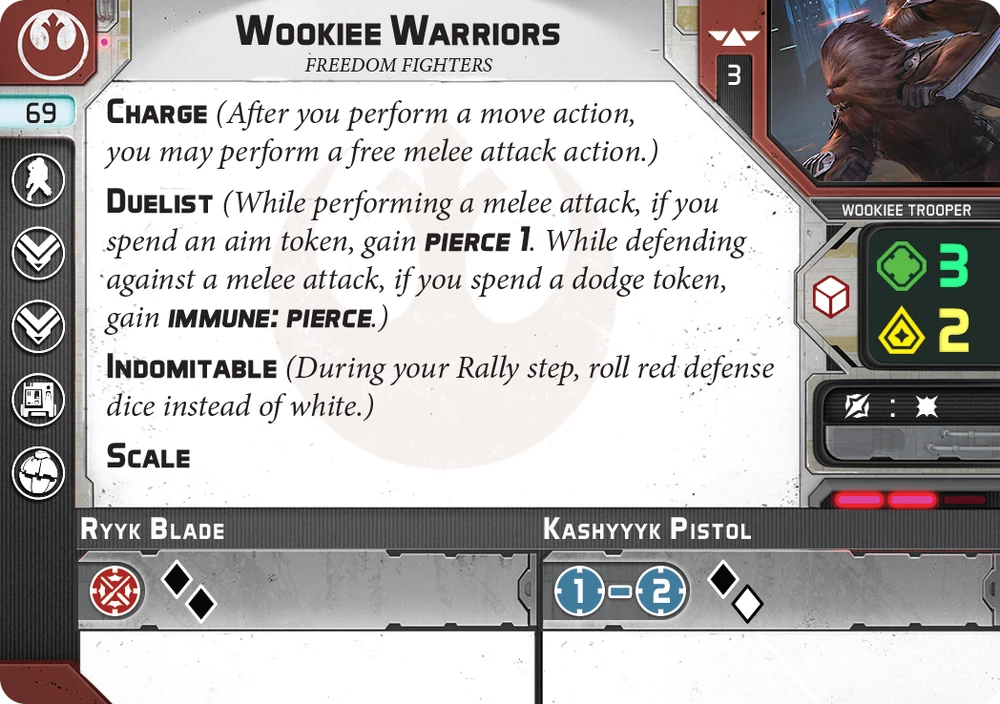 Wookiee Warriors
Freedom Fighters
3
69
Charge (After you perform a move action,
you may perform a free melee attack action.)
Duelist (While performing a melee attack, if you
spend an aim token, gain Pierce 1. While defending
against a melee attack, if you spend a dodge token,
gain Immune: Pierce.)
Indomitable (During your Rally step, roll red defense
dice instead of white.)
Scale
Wookiee Trooper
3
2
:
Ryyk Blade
Kashyyyk Pistol
1-2